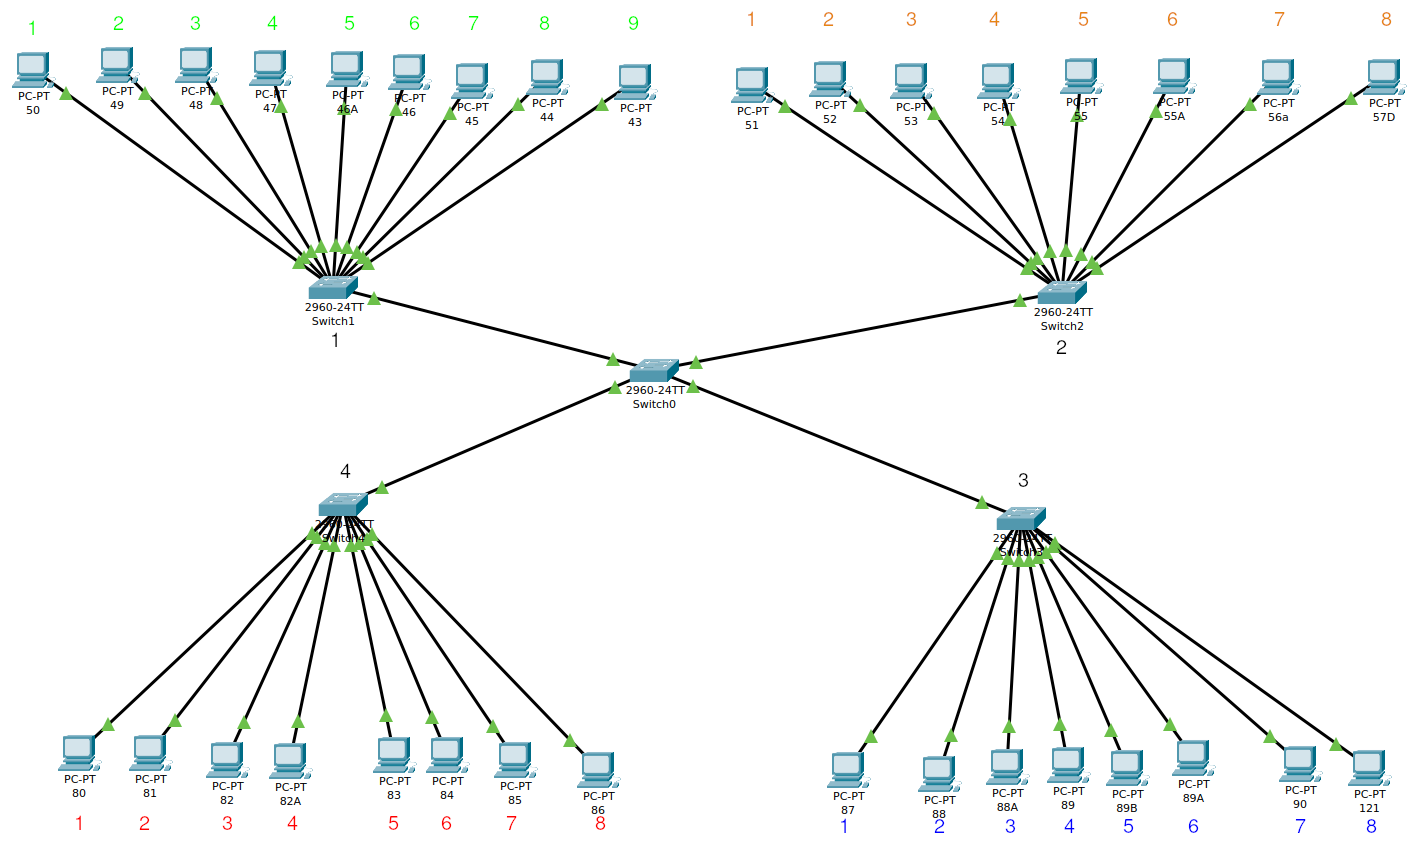 1 2 3 4 5 6 7 8 9
1 2 3 4 5 6 7 8
PC-PT
50
PC-PT
49
PC-PT
48
PC-PT
47
PC-PT
46A
PC-PT
46
PC-PT
45
PC-PT
44
PC-PT
43
PC-PT
51
PC-PT
52
PC-PT
53
PC-PT
54
PC-PT
55
PC-PT
55A
PC-PT
56a
PC-PT
57D
2960-24TT
Switch1
1
2960-24TT
Switch2
2
2960-24TT
Switch0
4
2960-24TT
Switch4
3
2960-24TT
Switch3
PC-PT
80
PC-PT
81
PC-PT
82
PC-PT
82A
PC-PT
83
PC-PT
84
PC-PT
85
PC-PT
86
1 2 3 4 5 6 7 8
PC-PT
87
PC-PT
88
PC-PT
88A
PC-PT
89
PC-PT
89B
PC-PT
89A
PC-PT
90
PC-PT
121
1 2 3 4 5 6 7 8